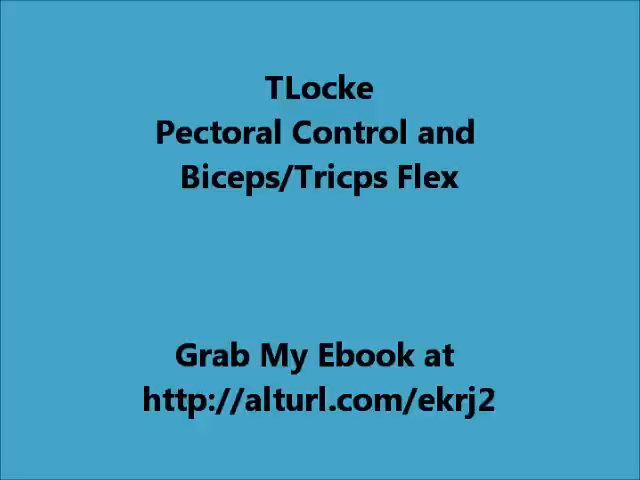 TLocke
Pectoral Control and
Biceps/Tricps Flex
Grab My Ebook at
http://alturl.com/ekrj2